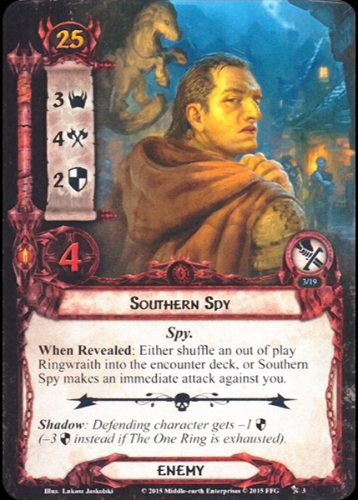 25
3
4
2
4
3/19
SOUTHERN SPY
Spy.
When Revealed: Either shuffle an out of play
Ringwraith into the encounter deck, or Southern
Spy makes an immediate attack against you.
Shadow: Defending character gets –1
(–3 instead if The One Ring is exhausted).
ENEMY
Illus. Lukasz Jaskolski © 2015 Middle-earth Enterprises © 2015 FFG 3